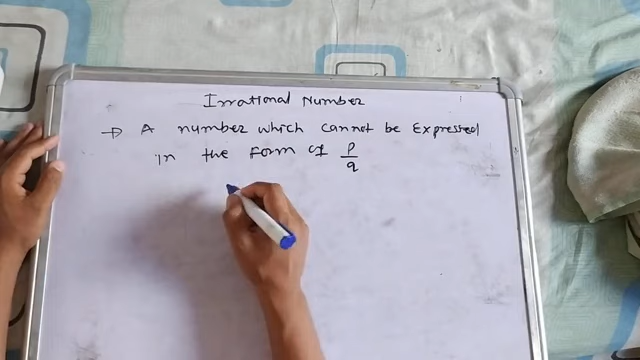 Irrational Number
→ A number which cannot be Expressed
in the Form of p/q